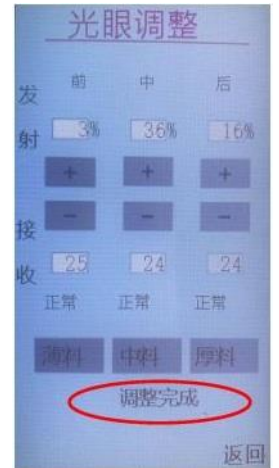 光眼调整
前 中 后
发射
3% 36% 16%
+ + +
- - -
接收
25 24 24
正常 正常 正常
薄料 中料 厚料
调整完成
返回